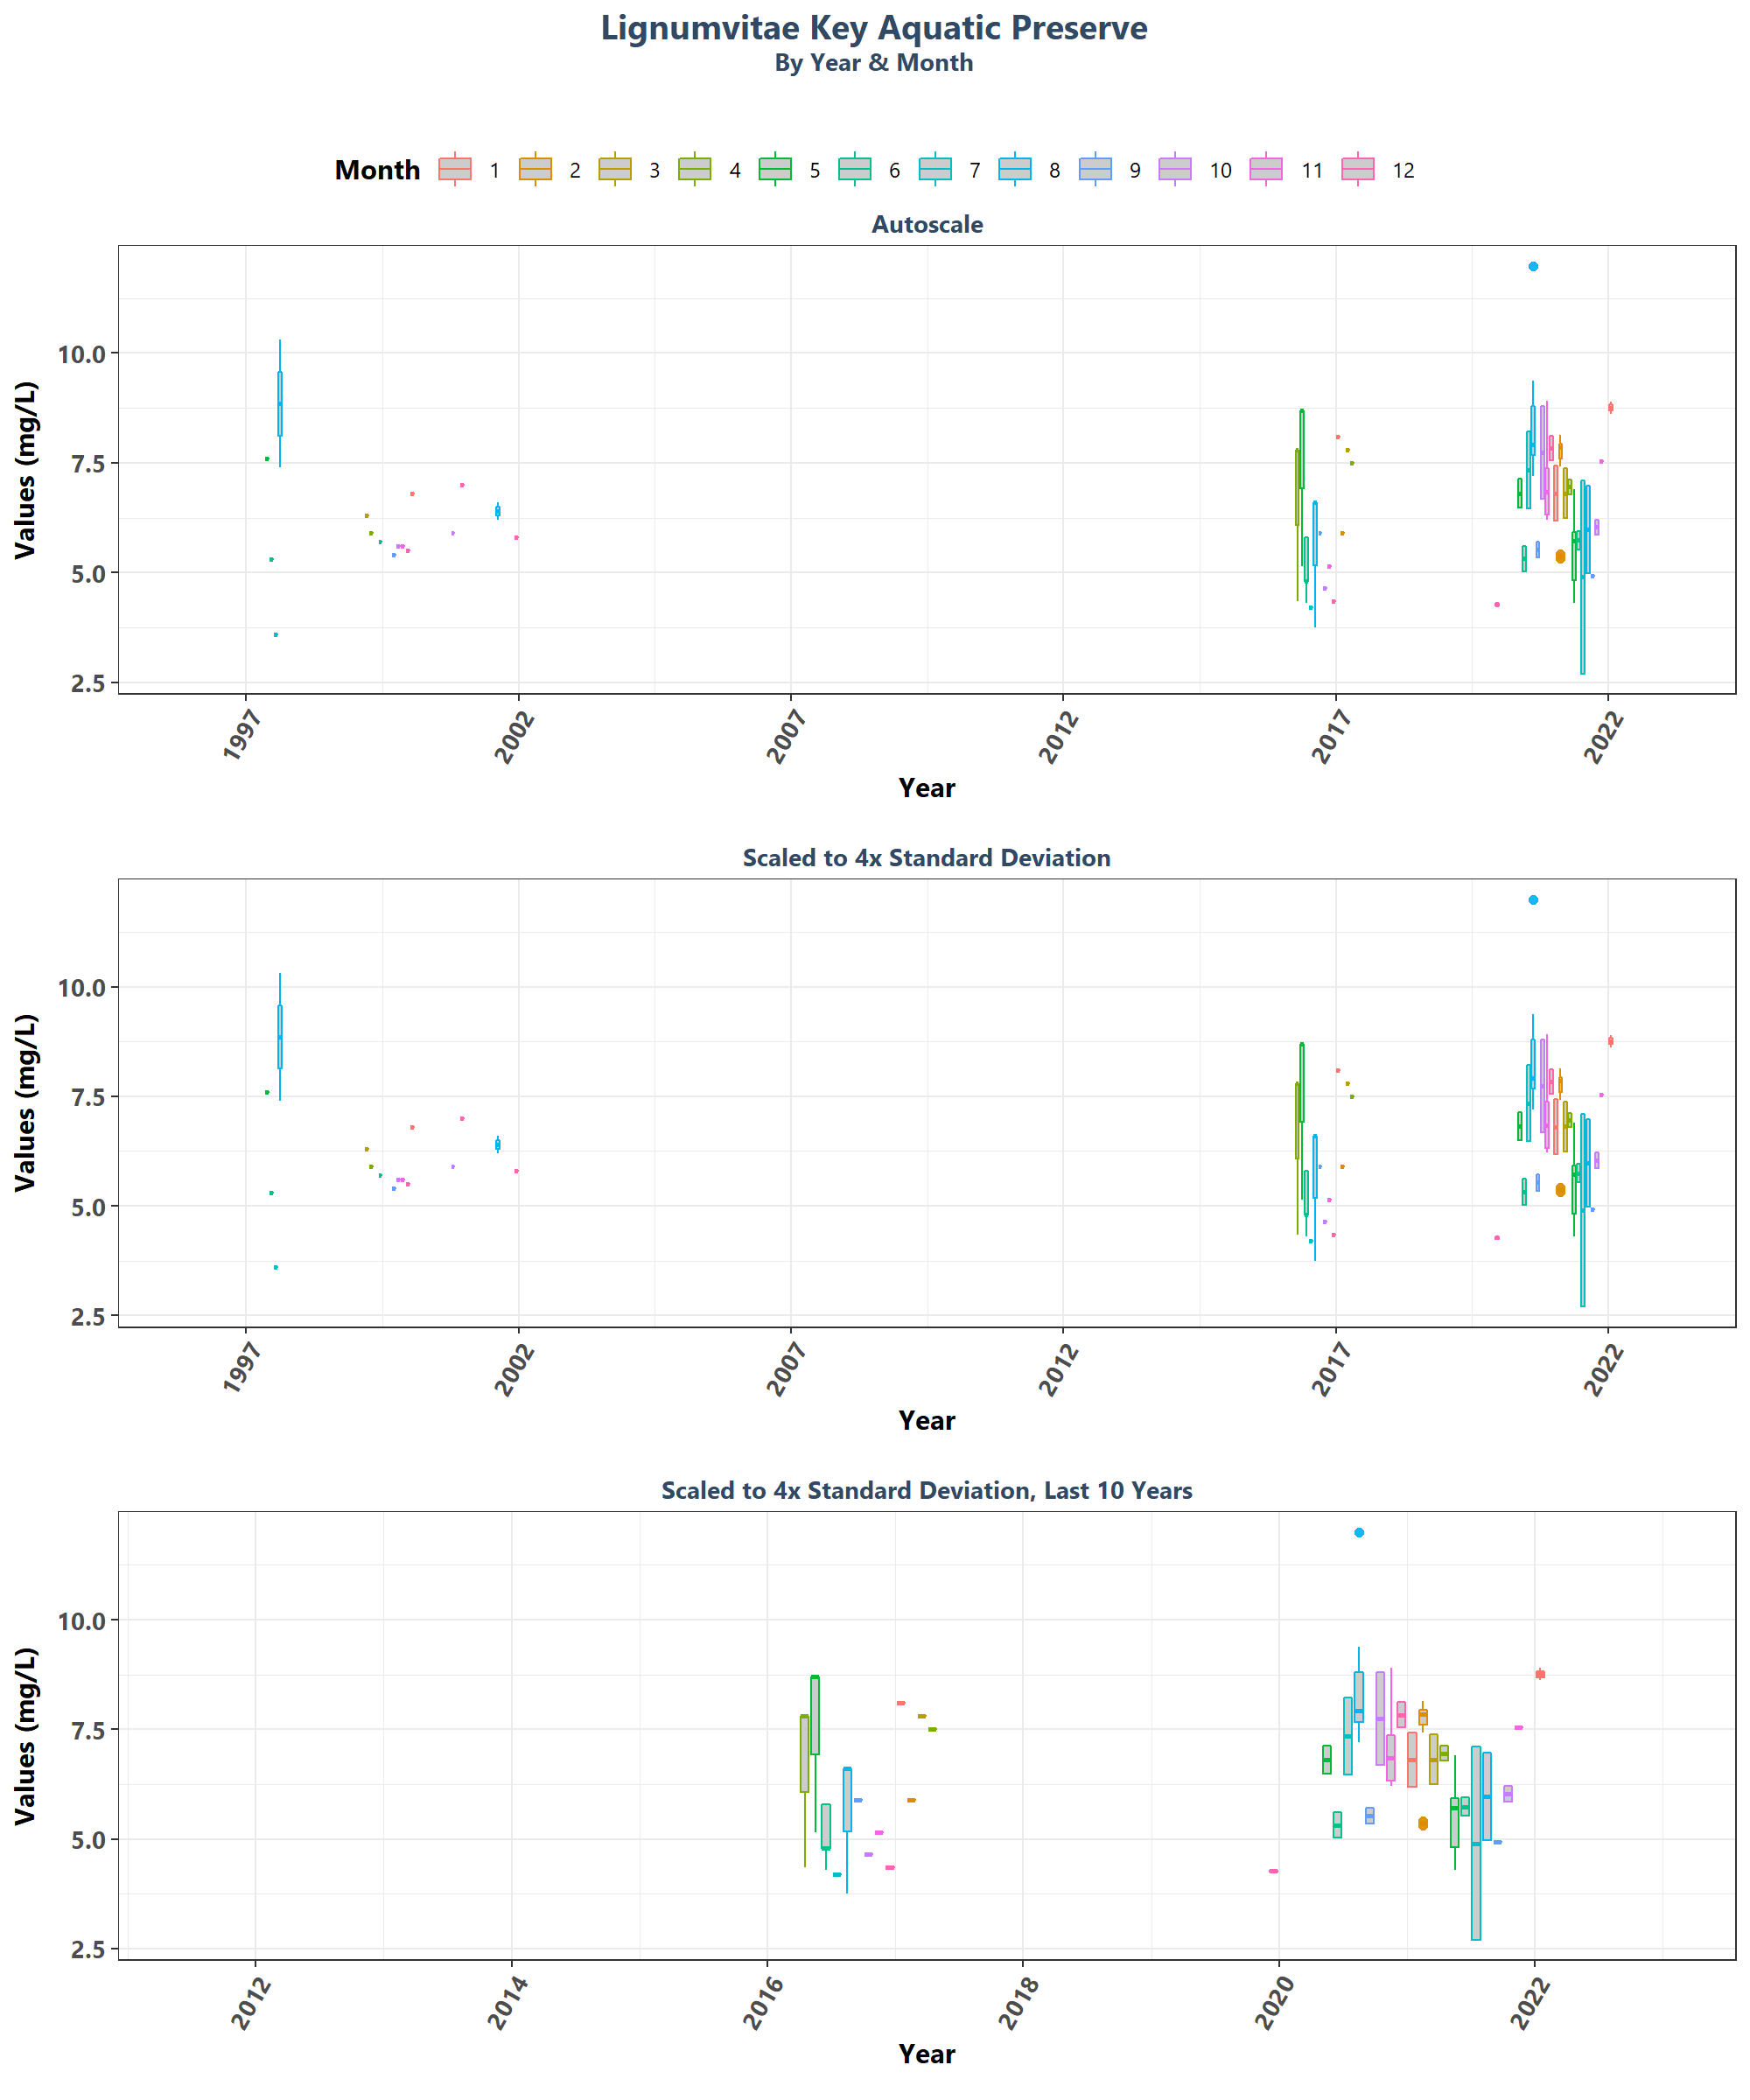 Lignumvitae Key Aquatic Preserve
By Year & Month
Month 1 2 3 4 5 6 7 8 9 10 11 12
Autoscale
Values (mg/L)
10.0
7.5
5.0
2.5
1997 2002 2007 2012 2017 2022
Year
Scaled to 4x Standard Deviation
Values (mg/L)
10.0
7.5
5.0
2.5
1997 2002 2007 2012 2017 2022
Year
Scaled to 4x Standard Deviation, Last 10 Years
Values (mg/L)
10.0
7.5
5.0
2.5
2012 2014 2016 2018 2020 2022
Year